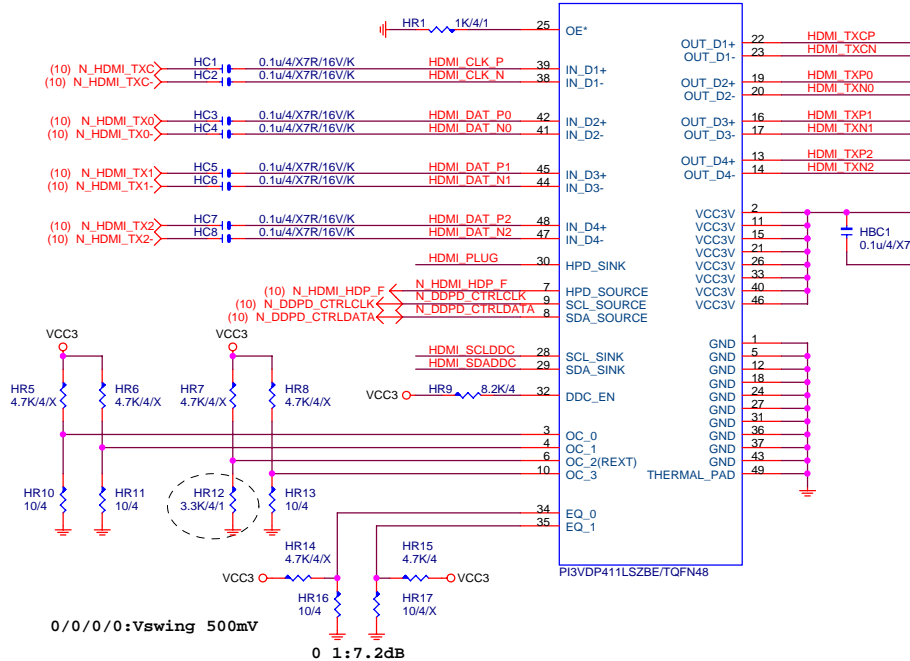 HR1 1K/4/1
25 OE*
(10) N_HDMI_TXC HC1 0.1u/4/X7R/16V/K HDMI_CLK_P 39 IN_D1+
(10) N_HDMI_TXC- HC2 0.1u/4/X7R/16V/K HDMI_CLK_N 38 IN_D1-
(10) N_HDMI_TX0 HC3 0.1u/4/X7R/16V/K HDMI_DAT_P0 42 IN_D2+
(10) N_HDMI_TX0- HC4 0.1u/4/X7R/16V/K HDMI_DAT_N0 41 IN_D2-
(10) N_HDMI_TX1 HC5 0.1u/4/X7R/16V/K HDMI_DAT_P1 45 IN_D3+
(10) N_HDMI_TX1- HC6 0.1u/4/X7R/16V/K HDMI_DAT_N1 44 IN_D3-
(10) N_HDMI_TX2 HC7 0.1u/4/X7R/16V/K HDMI_DAT_P2 48 IN_D4+
(10) N_HDMI_TX2- HC8 0.1u/4/X7R/16V/K HDMI_DAT_N2 47 IN_D4-
HDMI_PLUG 30 HPD_SINK
(10) N_HDMI_HDP_F N_HDMI_HDP_F 7 HPD_SOURCE
(10) N_DDPD_CTRLCLK N_DDPD_CTRLCLK 9 SCL_SOURCE
(10) N_DDPD_CTRLDATA N_DDPD_CTRLDATA 8 SDA_SOURCE
HDMI_SCLDDC 28 SCL_SINK
HDMI_SDADDC 29 SDA_SINK
VCC3 HR9 8.2K/4 32 DDC_EN
3 OC_0
4 OC_1
6 OC_2(REXT)
10 OC_3
34 EQ_0
35 EQ_1
22 OUT_D1+ HDMI_TXCP
23 OUT_D1- HDMI_TXCN
19 OUT_D2+ HDMI_TXP0
20 OUT_D2- HDMI_TXN0
16 OUT_D3+ HDMI_TXP1
17 OUT_D3- HDMI_TXN1
13 OUT_D4+ HDMI_TXP2
14 OUT_D4- HDMI_TXN2
VCC3V 2
VCC3V 11
VCC3V 15
VCC3V 21
VCC3V 26
VCC3V 33
VCC3V 40
VCC3V 46
HBC1
0.1u/4/X7
GND 1
GND 5
GND 12
GND 18
GND 24
GND 27
GND 31
GND 36
GND 37
GND 43
THERMAL_PAD 49
VCC3 VCC3
HR5 4.7K/4/X
HR6 4.7K/4/X
HR7 4.7K/4/X
HR8 4.7K/4/X
HR10 10/4
HR11 10/4
HR12 3.3K/4/1
HR13 10/4
HR14 4.7K/4/X
HR15 4.7K/4
VCC3 VCC3
HR16 10/4
HR17 10/4/X
PI3VDP411LSZBE/TQFN48
0/0/0/0:Vswing 500mV
0 1:7.2dB